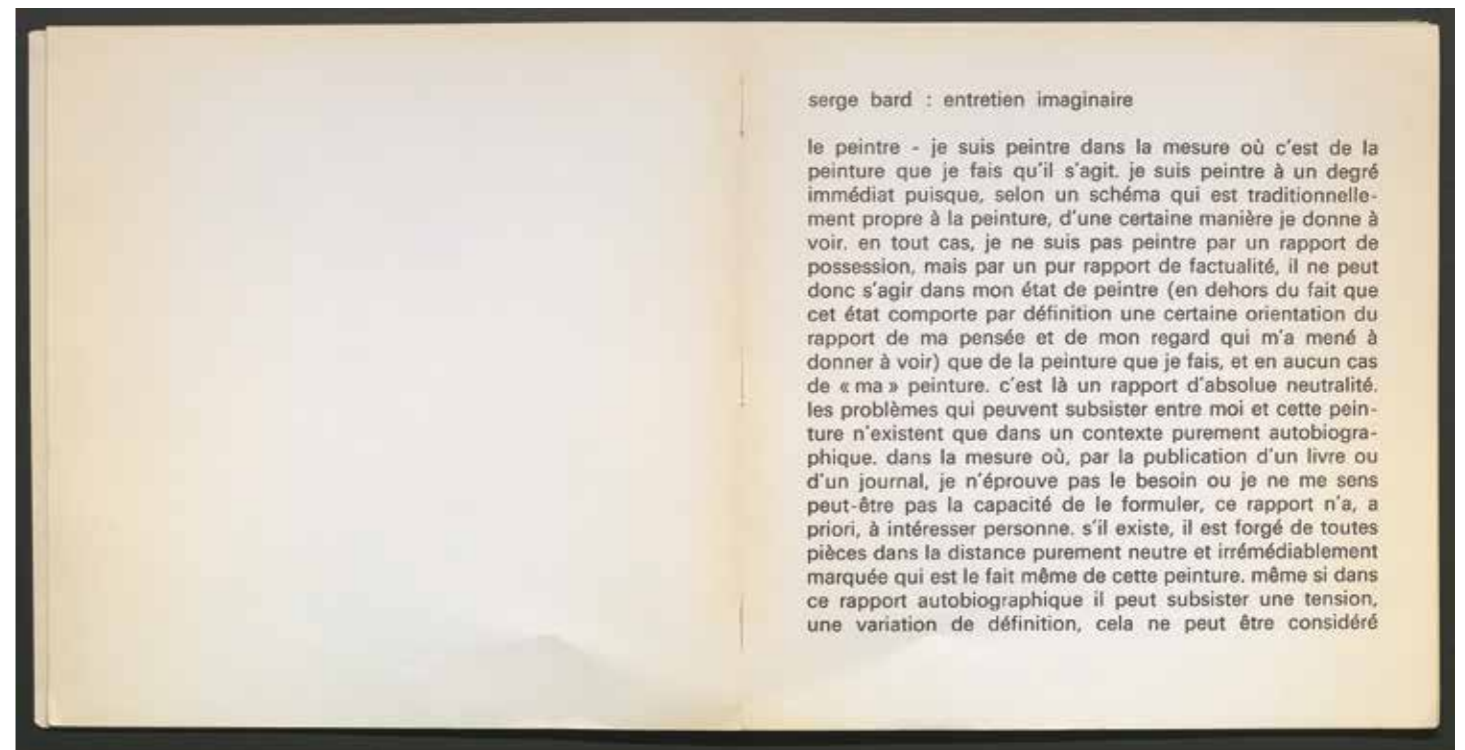 serge bard : entretien imaginaire
le peintre - je suis peintre dans la mesure où c'est de la
peinture que je fais qu'il s'agit. je suis peintre à un degré
immédiat puisque, selon un schéma qui est traditionnelle-
ment propre à la peinture, d'une certaine manière je donne à
voir. en tout cas, je ne suis pas peintre par un rapport de
possession, mais par un pur rapport de factualité, il ne peut
donc s'agir dans mon état de peintre (en dehors du fait que
cet état comporte par définition une certaine orientation du
rapport de ma pensée et de mon regard qui m'a mené à
donner à voir) que de la peinture que je fais, et en aucun cas
de « ma » peinture. c'est là un rapport d'absolue neutralité.
les problèmes qui peuvent subsister entre moi et cette pein-
ture n'existent que dans un contexte purement autobiogra-
phique. dans la mesure où, par la publication d'un livre ou
d'un journal, je n'éprouve pas le besoin ou je ne me sens
peut-être pas la capacité de le formuler, ce rapport n'a, a
priori, à intéresser personne. s'il existe, il est forgé de toutes
pièces dans la distance purement neutre et irrémédiablement
marquée qui est le fait même de cette peinture. même si dans
ce rapport autobiographique il peut subsister une tension,
une variation de définition, cela ne peut être considéré